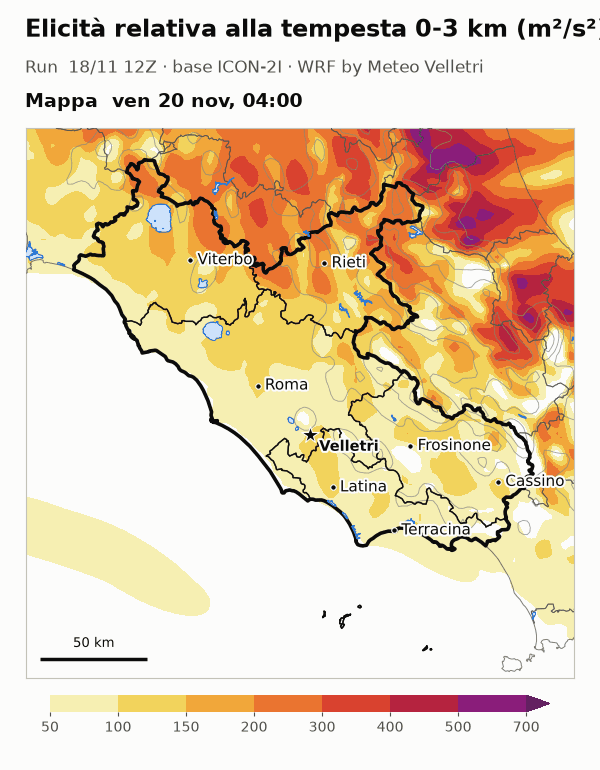 Elicità relativa alla tempesta 0-3 km (m²/s²)
Run  18/11 12Z · base ICON-2I · WRF by Meteo Velletri
Mappa  ven 20 nov, 04:00
Viterbo
Rieti
Roma
Velletri
Frosinone
Cassino
Latina
Terracina
50 km
50 100 150 200 300 400 500 700